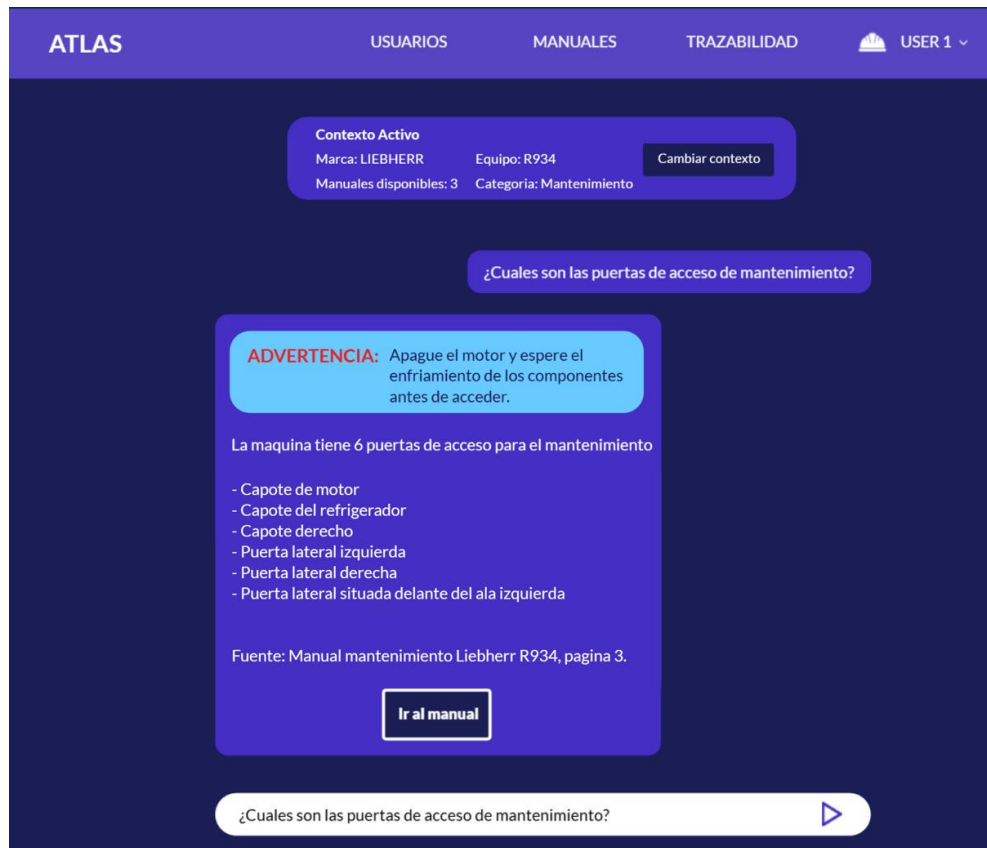 ATLAS USUARIOS MANUALES TRAZABILIDAD USER 1
Contexto Activo
Marca: LIEBHERR Equipo: R934 Cambiar contexto
Manuales disponibles: 3 Categoria: Mantenimiento
¿Cuales son las puertas de acceso de mantenimiento?
ADVERTENCIA: Apague el motor y espere el
enfriamiento de los componentes
antes de acceder.
La maquina tiene 6 puertas de acceso para el mantenimiento
- Capote de motor
- Capote del refrigerador
- Capote derecho
- Puerta lateral izquierda
- Puerta lateral derecha
- Puerta lateral situada delante del ala izquierda
Fuente: Manual mantenimiento Liebherr R934, pagina 3.
Ir al manual
¿Cuales son las puertas de acceso de mantenimiento?